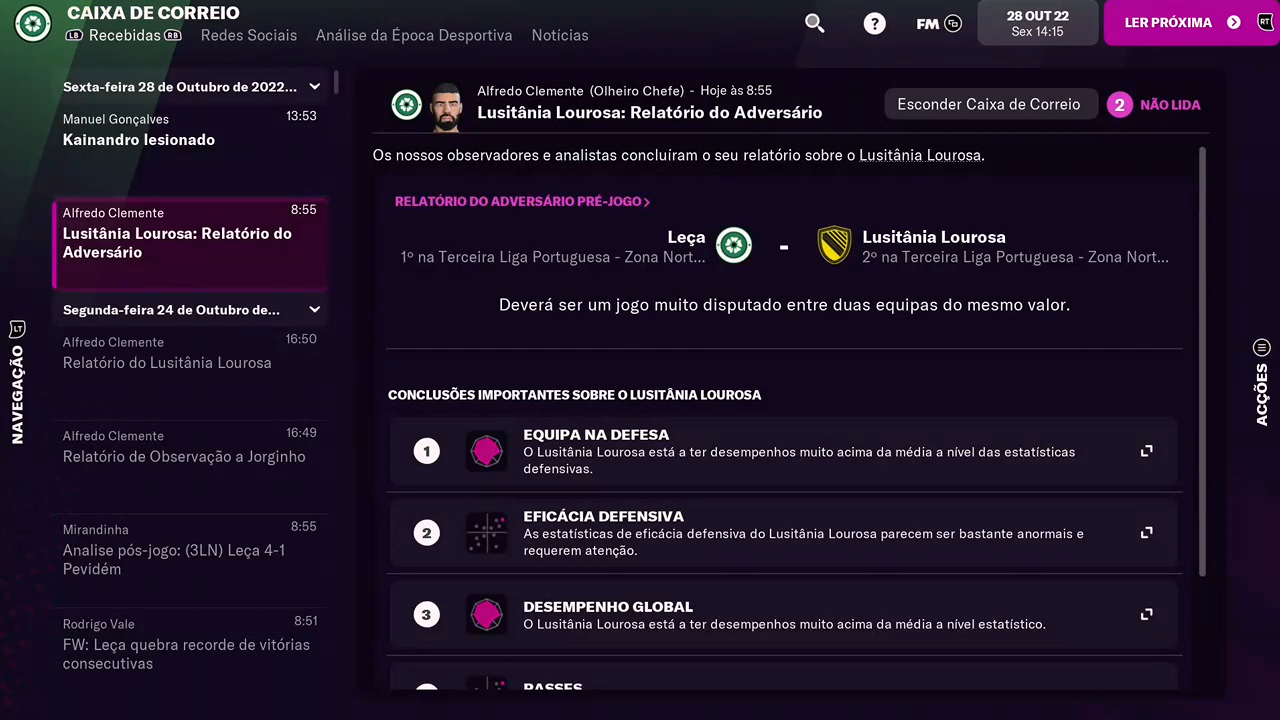 CAIXA DE CORREIO
LB Recebidas RB Redes Sociais Análise da Época Desportiva Notícias
? FM
28 OUT 22
Sex 14:15
LER PRÓXIMA RT
Sexta-feira 28 de Outubro de 2022...
Manuel Gonçalves 13:53
Kainandro lesionado
Alfredo Clemente 8:55
Lusitânia Lourosa: Relatório do
Adversário
Segunda-feira 24 de Outubro de...
Alfredo Clemente 16:50
Relatório do Lusitânia Lourosa
Alfredo Clemente 16:49
Relatório de Observação a Jorginho
Mirandinha 8:55
Analise pós-jogo: (3LN) Leça 4-1
Pevidém
Rodrigo Vale 8:51
FW: Leça quebra recorde de vitórias
consecutivas
LT
NAVEGAÇÃO
Alfredo Clemente (Olheiro Chefe) - Hoje às 8:55
Lusitânia Lourosa: Relatório do Adversário
Esconder Caixa de Correio 2 NÃO LIDA
Os nossos observadores e analistas concluíram o seu relatório sobre o Lusitânia Lourosa.
RELATÓRIO DO ADVERSÁRIO PRÉ-JOGO >
Leça - Lusitânia Lourosa
1º na Terceira Liga Portuguesa - Zona Nort... 2º na Terceira Liga Portuguesa - Zona Nort...
Deverá ser um jogo muito disputado entre duas equipas do mesmo valor.
CONCLUSÕES IMPORTANTES SOBRE O LUSITÂNIA LOUROSA
1 EQUIPA NA DEFESA
O Lusitânia Lourosa está a ter desempenhos muito acima da média a nível das estatísticas
defensivas.
2 EFICÁCIA DEFENSIVA
As estatísticas de eficácia defensiva do Lusitânia Lourosa parecem ser bastante anormais e
requerem atenção.
3 DESEMPENHO GLOBAL
O Lusitânia Lourosa está a ter desempenhos muito acima da média a nível estatístico.
PASSES
ACÇÕES